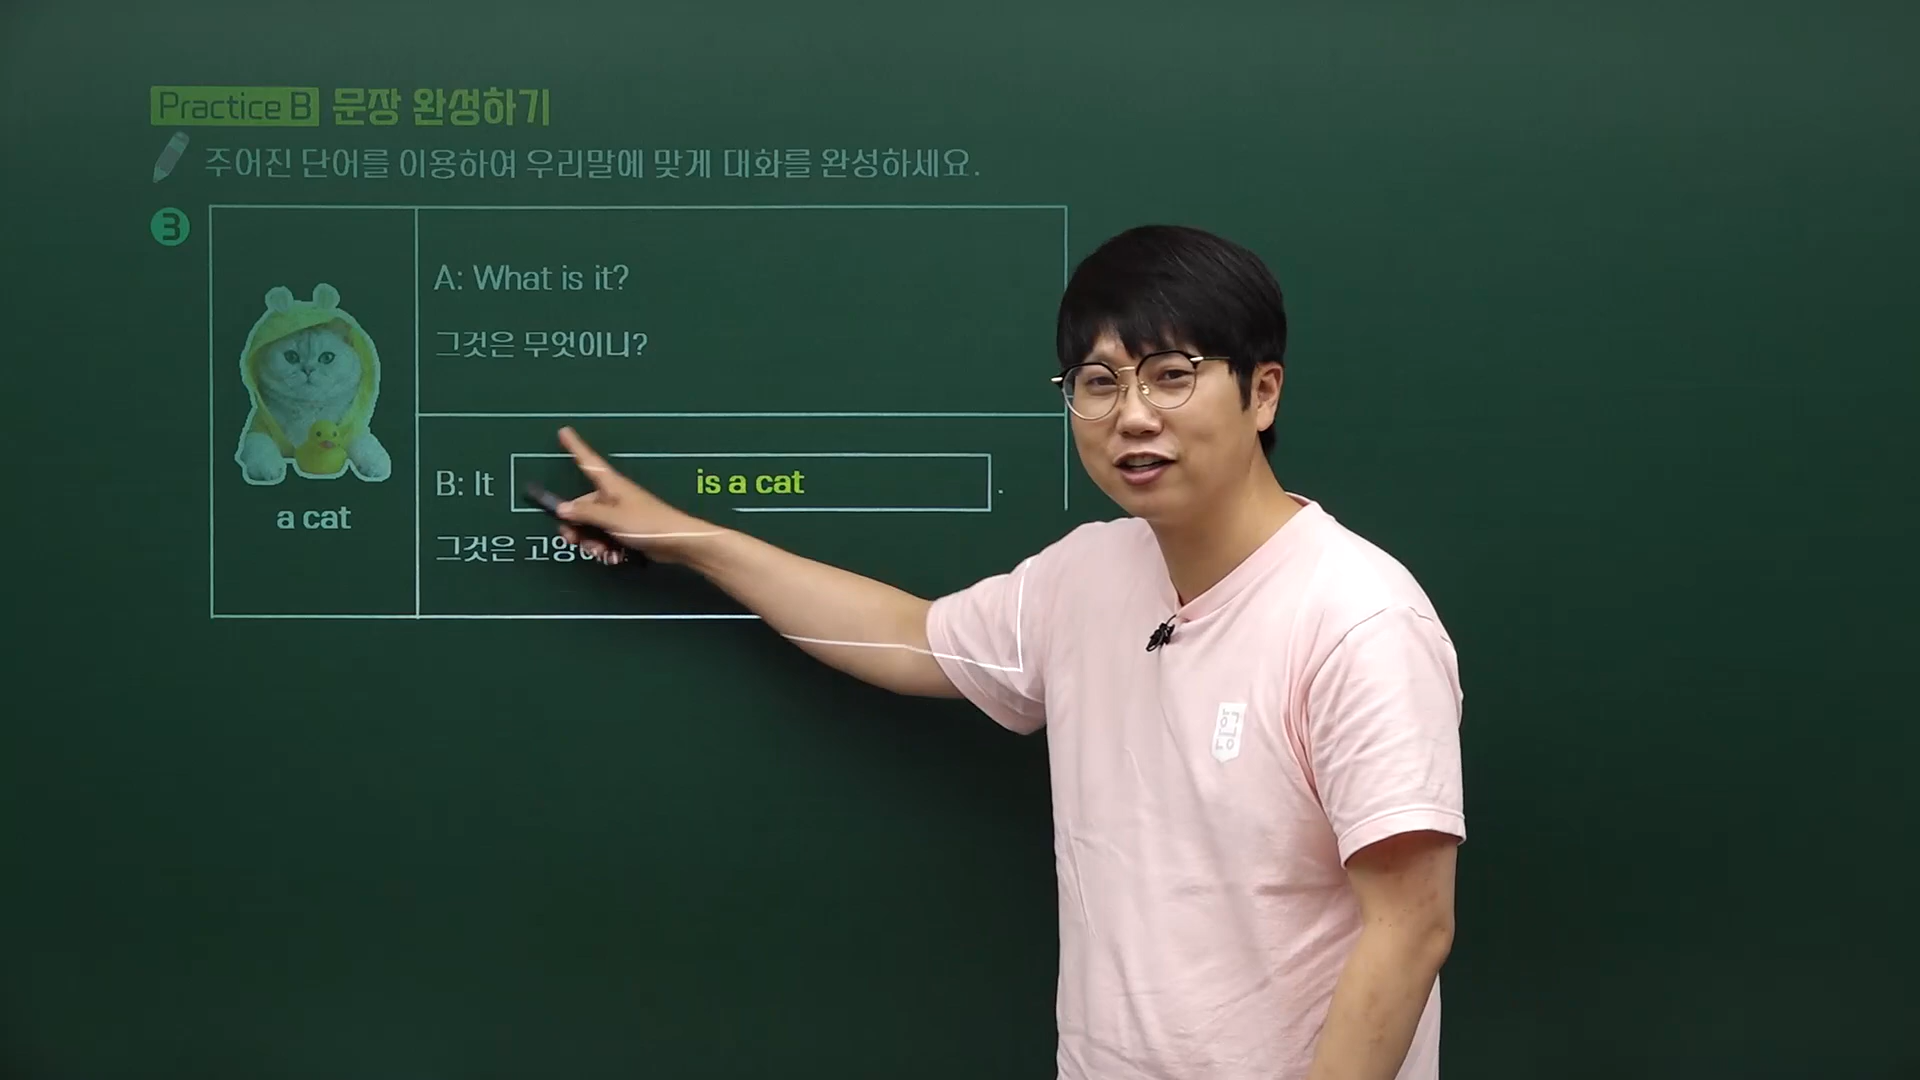 Practice B 문장 완성하기
주어진 단어를 이용하여 우리말에 맞게 대화를 완성하세요.
3
a cat
A: What is it?
그것은 무엇이니?
B: It is a cat.
그것은